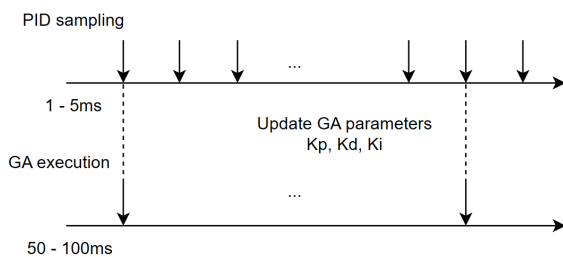 PID sampling
...
1 - 5ms
Update GA parameters
Kp, Kd, Ki
GA execution
...
50 - 100ms